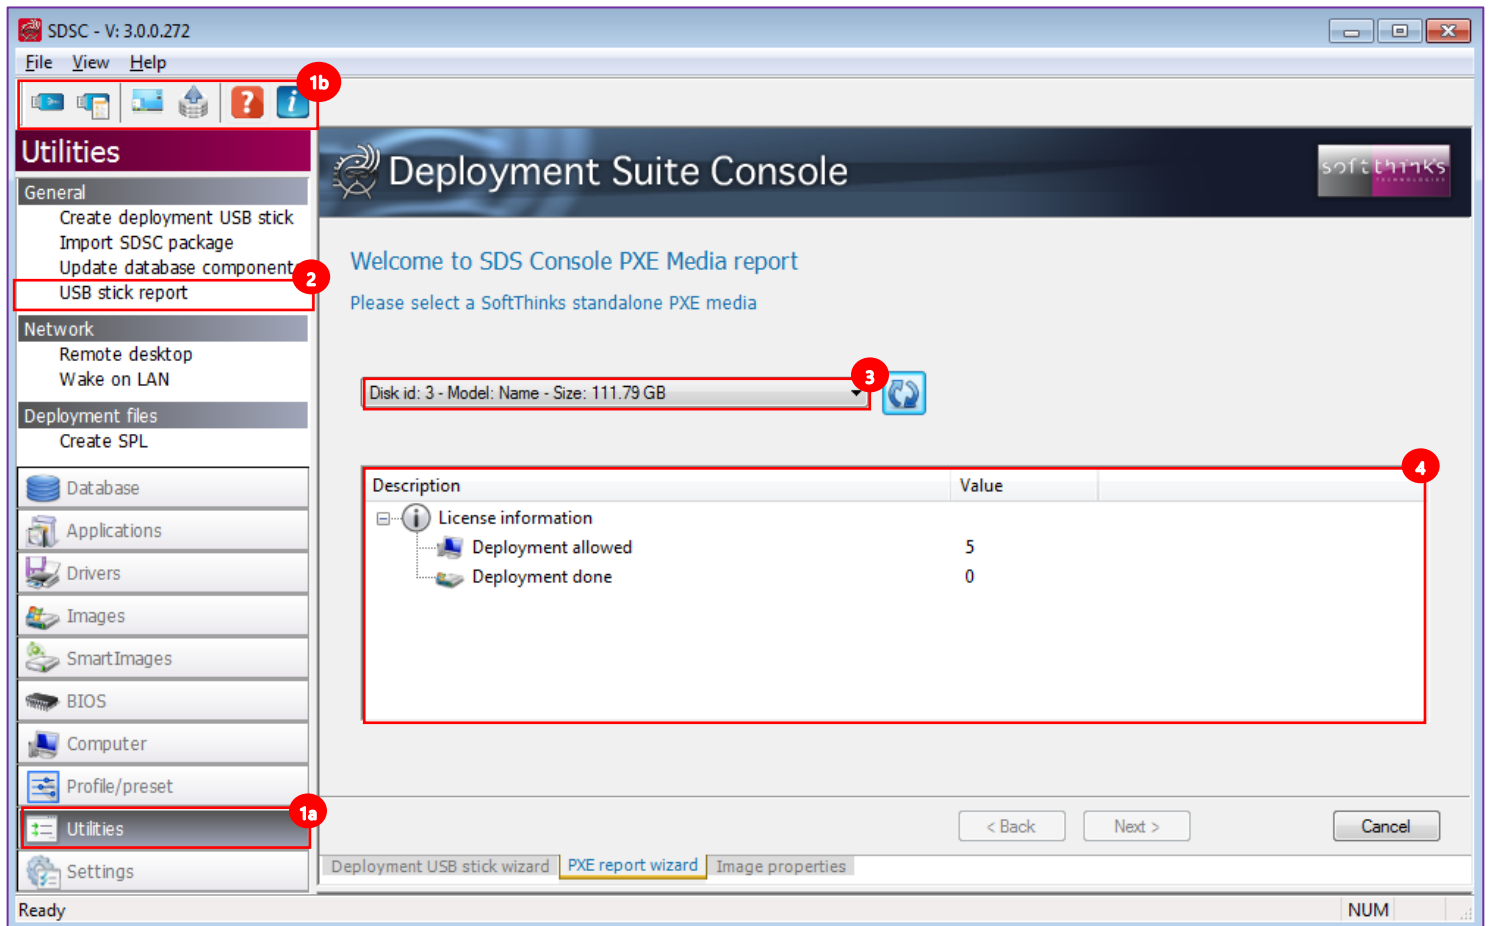 SDSC - V: 3.0.0.272
File View Help
1b
Utilities
General
Create deployment USB stick
Import SDSC package
Update database component
2
USB stick report
Network
Remote desktop
Wake on LAN
Deployment files
Create SPL
Database
Applications
Drivers
Images
SmartImages
BIOS
Computer
Profile/preset
1a
Utilities
Settings
Deployment Suite Console
softthinks
TECHNOLOGIES
Welcome to SDS Console PXE Media report
Please select a SoftThinks standalone PXE media
3
Disk id: 3 - Model: Name - Size: 111.79 GB
4
Description Value
License information
Deployment allowed 5
Deployment done 0
< Back Next > Cancel
Deployment USB stick wizard PXE report wizard Image properties
Ready NUM